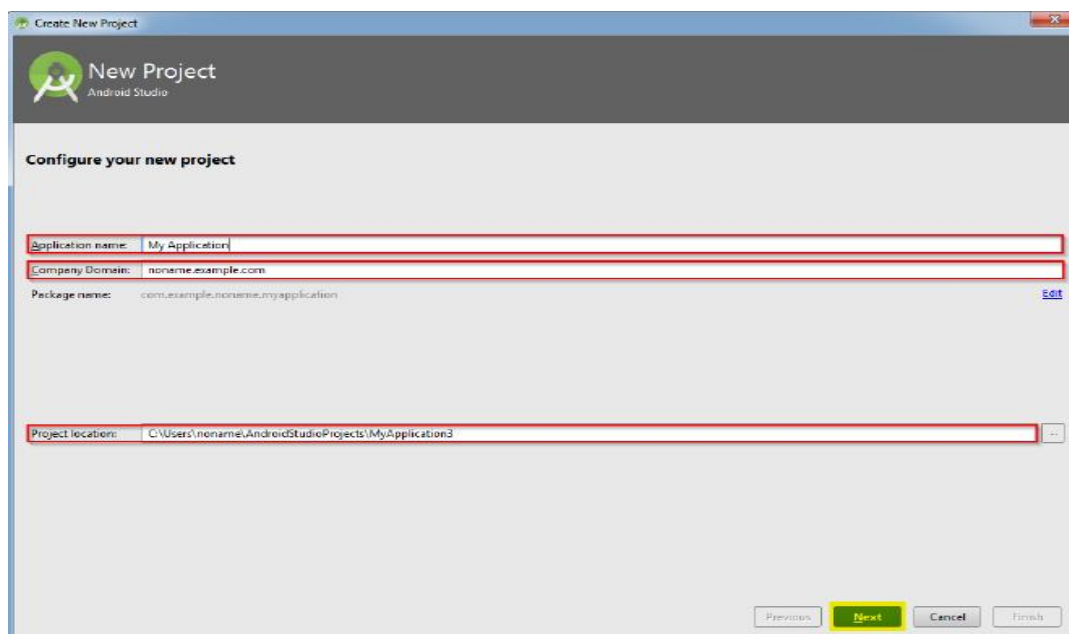 Create New Project
New Project
Android Studio
Configure your new project
Application name: My Application
Company Domain: noname.example.com
Package name: com.example.noname.myapplication Edit
Project location: C:\Users\noname\AndroidStudioProjects\MyApplication3 ...
Previous Next Cancel Finish